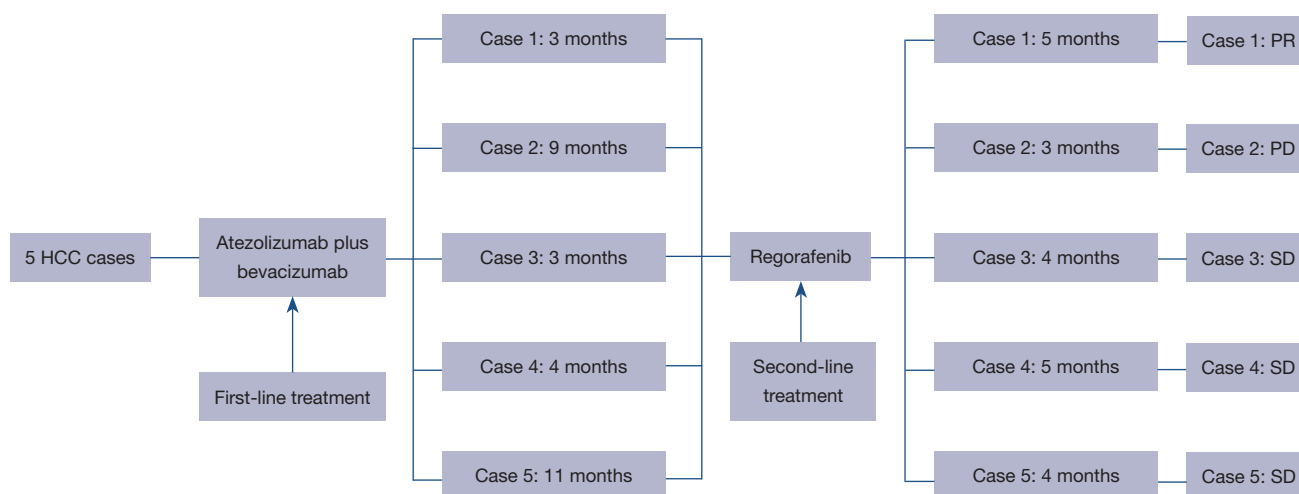 5 HCC cases
Atezolizumab plus
bevacizumab
First-line treatment
Case 1: 3 months
Case 2: 9 months
Case 3: 3 months
Case 4: 4 months
Case 5: 11 months
Regorafenib
Second-line
treatment
Case 1: 5 months
Case 2: 3 months
Case 3: 4 months
Case 4: 5 months
Case 5: 4 months
Case 1: PR
Case 2: PD
Case 3: SD
Case 4: SD
Case 5: SD